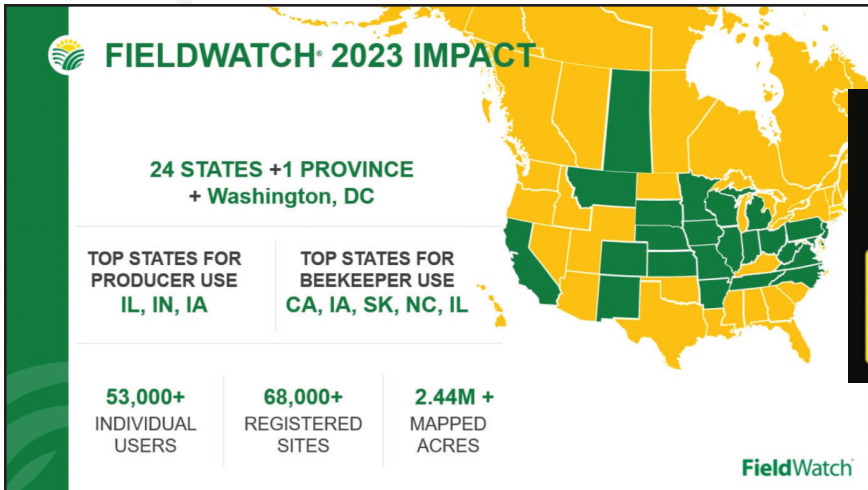 FIELDWATCH® 2023 IMPACT
24 STATES +1 PROVINCE
+ Washington, DC
TOP STATES FOR
PRODUCER USE
IL, IN, IA
TOP STATES FOR
BEEKEEPER USE
CA, IA, SK, NC, IL
53,000+
INDIVIDUAL
USERS
68,000+
REGISTERED
SITES
2.44M +
MAPPED
ACRES
FieldWatch